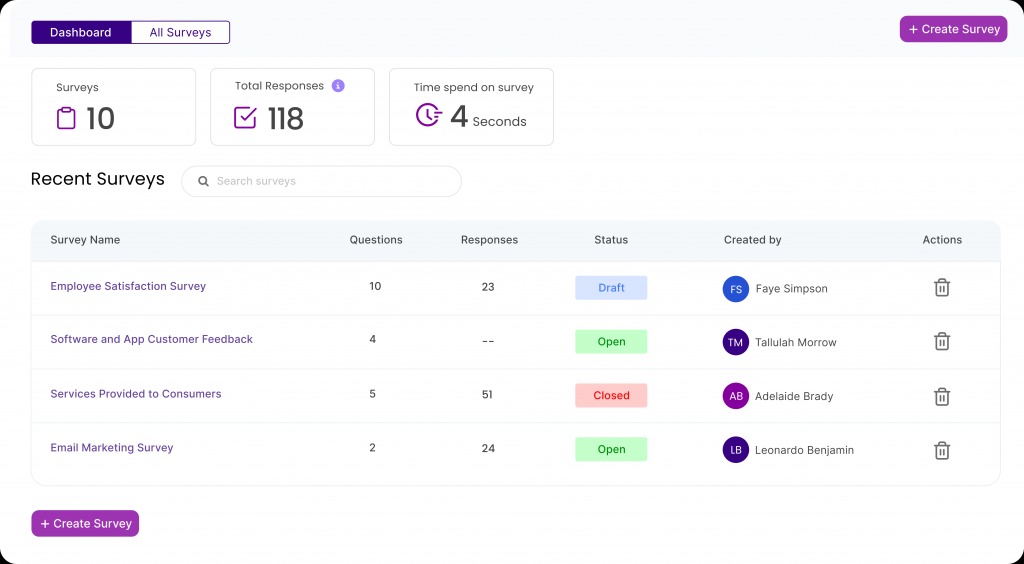 Dashboard All Surveys + Create Survey
Surveys Total Responses i Time spend on survey
10 118 4 Seconds
Recent Surveys Search surveys
Survey Name Questions Responses Status Created by Actions
Employee Satisfaction Survey 10 23 Draft FS Faye Simpson
Software and App Customer Feedback 4 -- Open TM Tallulah Morrow
Services Provided to Consumers 5 51 Closed AB Adelaide Brady
Email Marketing Survey 2 24 Open LB Leonardo Benjamin
+ Create Survey